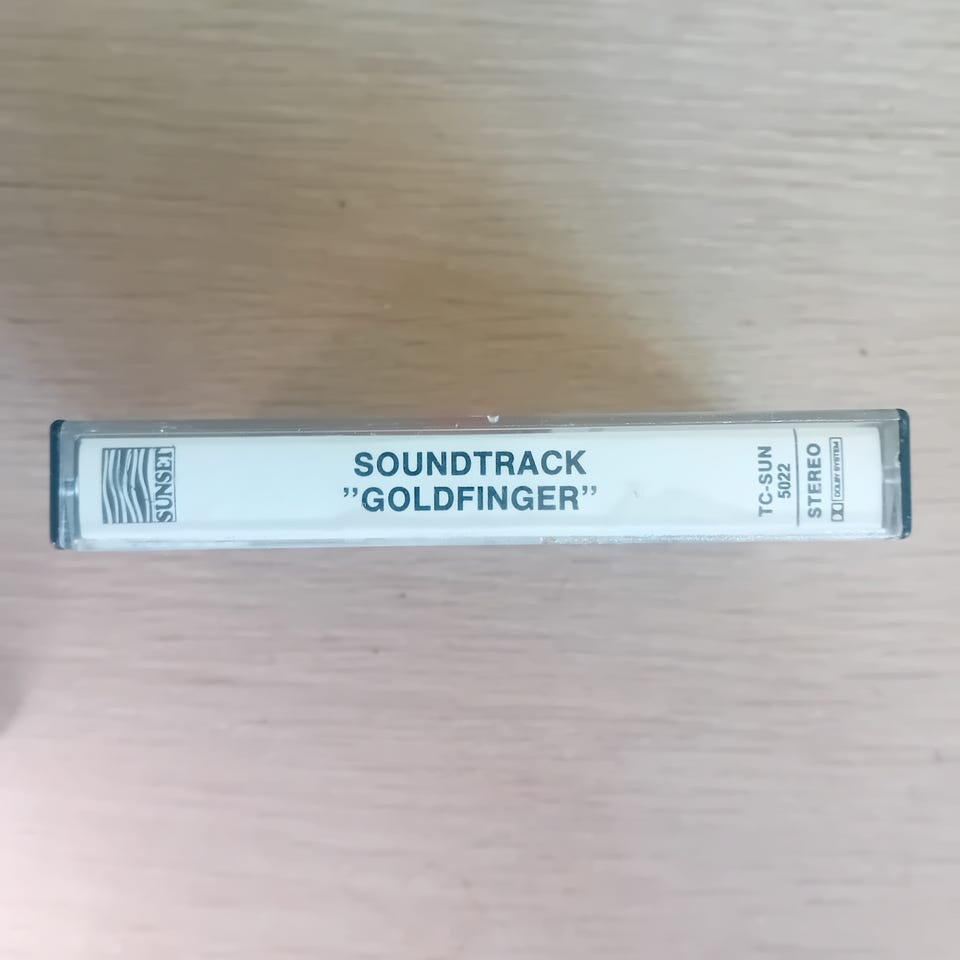 SUNSET
SOUNDTRACK
”GOLDFINGER”
TC-SUN
5022
STEREO
DOLBY SYSTEM